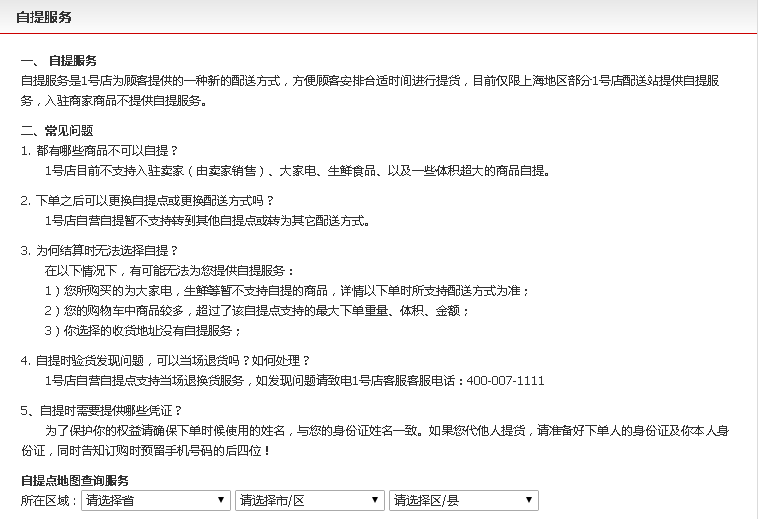 自提服务
一、 自提服务
自提服务是1号店为顾客提供的一种新的配送方式，方便顾客安排合适时间进行提货，目前仅限上海地区部分1号店配送站提供自提服
务，入驻商家商品不提供自提服务。
二、常见问题
1. 都有哪些商品不可以自提？
1号店目前不支持入驻卖家（由卖家销售）、大家电、生鲜食品、以及一些体积超大的商品自提。
2. 下单之后可以更换自提点或更换配送方式吗？
1号店自营自提暂不支持转到其他自提点或转为其它配送方式。
3. 为何结算时无法选择自提？
在以下情况下，有可能无法为您提供自提服务：
1）您所购买的为大家电，生鲜等暂不支持自提的商品，详情以下单时所支持配送方式为准；
2）您的购物车中商品较多，超过了该自提点支持的最大下单重量、体积、金额；
3）你选择的收货地址没有自提服务；
4. 自提时验货发现问题，可以当场退货吗？如何处理？
1号店自营自提点支持当场退换货服务，如发现问题请致电1号店客服客服电话：400-007-1111
5、自提时需要提供哪些凭证？
为了保护你的权益请确保下单时候使用的姓名，与您的身份证姓名一致。如果您代他人提货，请准备好下单人的身份证及你本人身
份证，同时告知订购时预留手机号码的后四位！
自提点地图查询服务
所在区域：请选择省 请选择市/区 请选择区/县